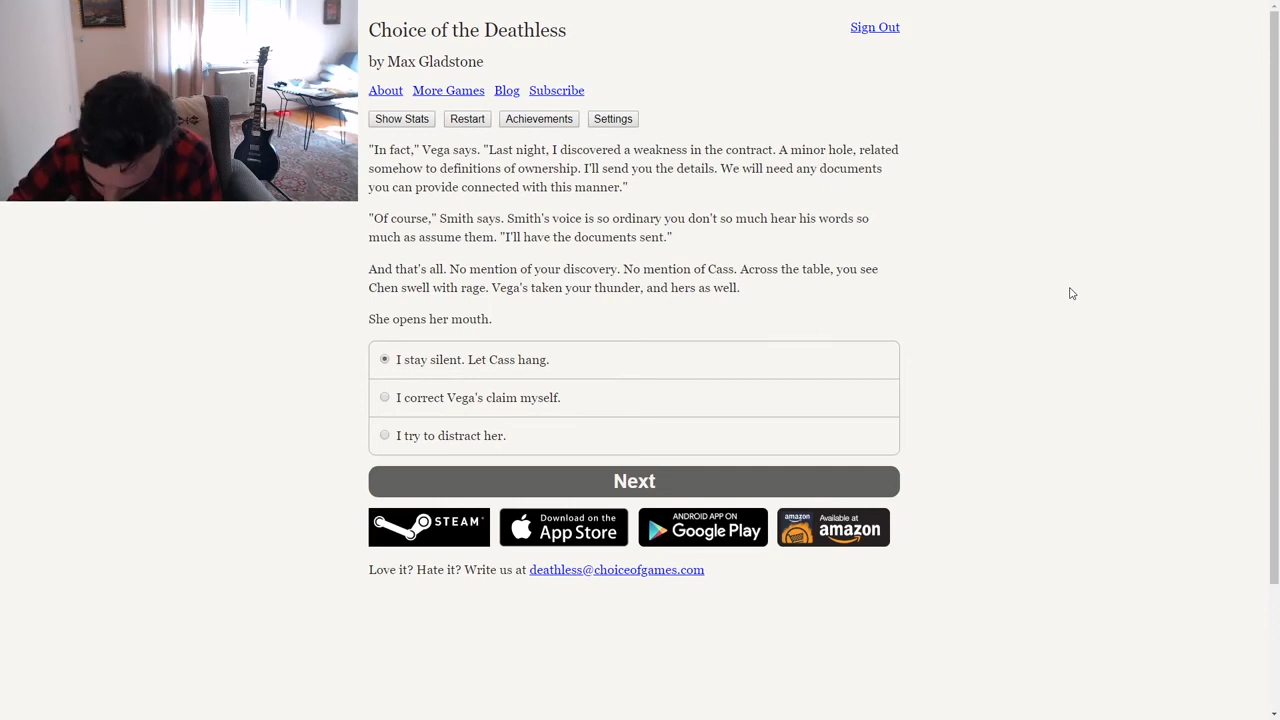 Choice of the Deathless
Sign Out
by Max Gladstone
About More Games Blog Subscribe
Show Stats Restart Achievements Settings
"In fact," Vega says. "Last night, I discovered a weakness in the contract. A minor hole, related
somehow to definitions of ownership. I'll send you the details. We will need any documents
you can provide connected with this manner."
"Of course," Smith says. Smith's voice is so ordinary you don't so much hear his words so
much as assume them. "I'll have the documents sent."
And that's all. No mention of your discovery. No mention of Cass. Across the table, you see
Chen swell with rage. Vega's taken your thunder, and hers as well.
She opens her mouth.
I stay silent. Let Cass hang.
I correct Vega's claim myself.
I try to distract her.
Next
STEAM
Download on the
App Store
ANDROID APP ON
Google Play
amazon
Available at
amazon
Love it? Hate it? Write us at deathless@choiceofgames.com